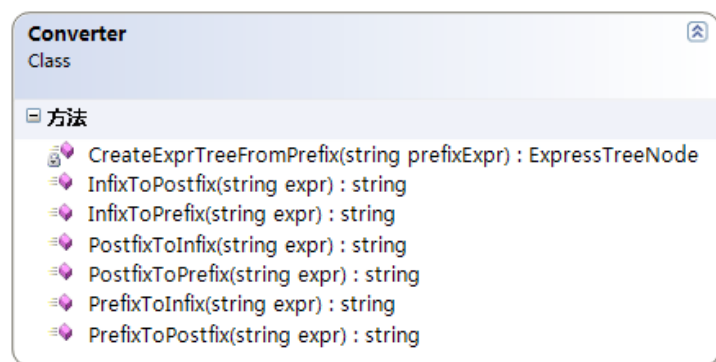 Converter
Class
方法
CreateExprTreeFromPrefix(string prefixExpr) : ExpressTreeNode
InfixToPostfix(string expr) : string
InfixToPrefix(string expr) : string
PostfixToInfix(string expr) : string
PostfixToPrefix(string expr) : string
PrefixToInfix(string expr) : string
PrefixToPostfix(string expr) : string